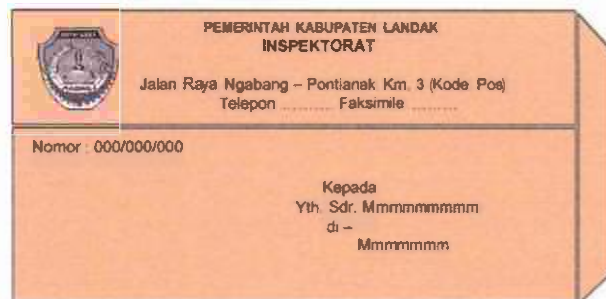 PEMERINTAH KABUPATEN LANDAK
INSPEKTORAT
Jalan Raya Ngabang – Pontianak Km. 3 (Kode Pos)
Telepon ............ Faksimile ............
Nomor : 000/000/000
Kepada
Yth. Sdr. Mmmmmmmmm
di –
Mmmmmmm